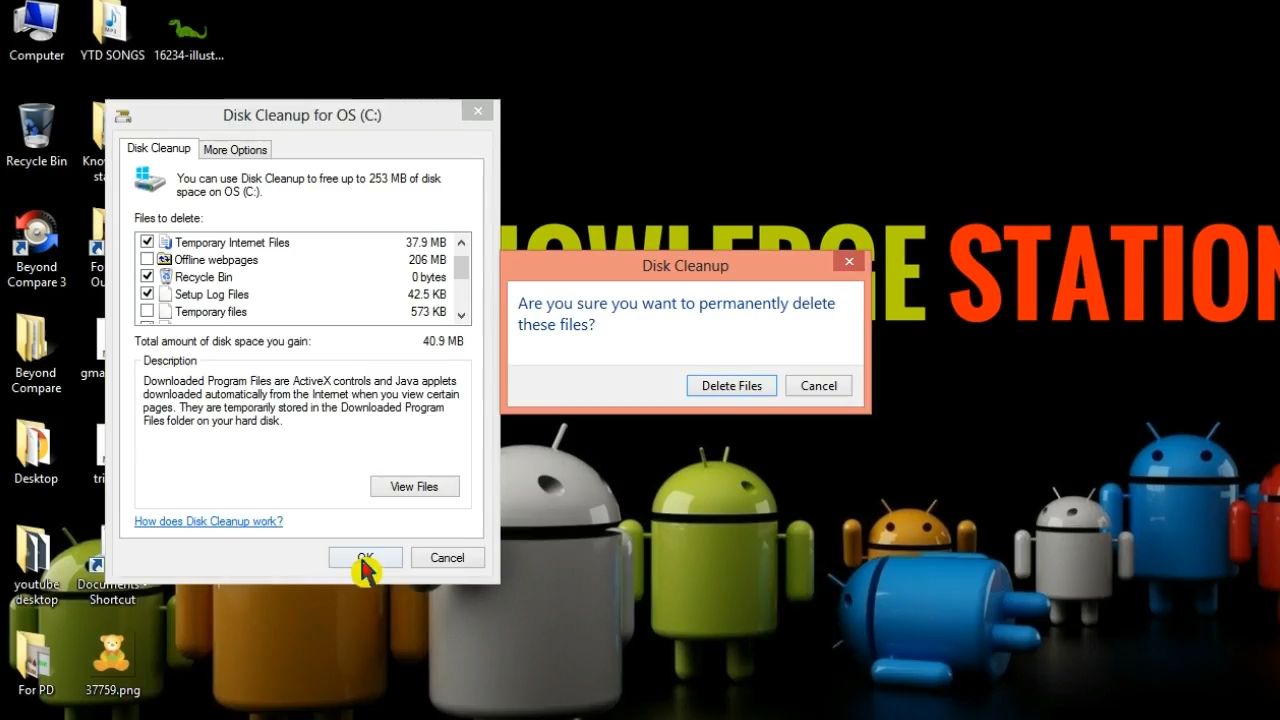 Computer
YTD SONGS
16234-illust...
Recycle Bin
Beyond
Compare 3
Beyond
Compare
Desktop
youtube
desktop
Documents -
Shortcut
For PD
37759.png
Disk Cleanup for OS (C:)
Disk Cleanup
More Options
You can use Disk Cleanup to free up to 253 MB of disk
space on OS (C:).
Files to delete:
Temporary Internet Files 37.9 MB
Offline webpages 206 MB
Recycle Bin 0 bytes
Setup Log Files 42.5 KB
Temporary files 573 KB
Total amount of disk space you gain: 40.9 MB
Description
Downloaded Program Files are ActiveX controls and Java applets
downloaded automatically from the Internet when you view certain
pages. They are temporarily stored in the Downloaded Program
Files folder on your hard disk.
View Files
How does Disk Cleanup work?
OK
Cancel
STATION
Disk Cleanup
Are you sure you want to permanently delete
these files?
Delete Files
Cancel